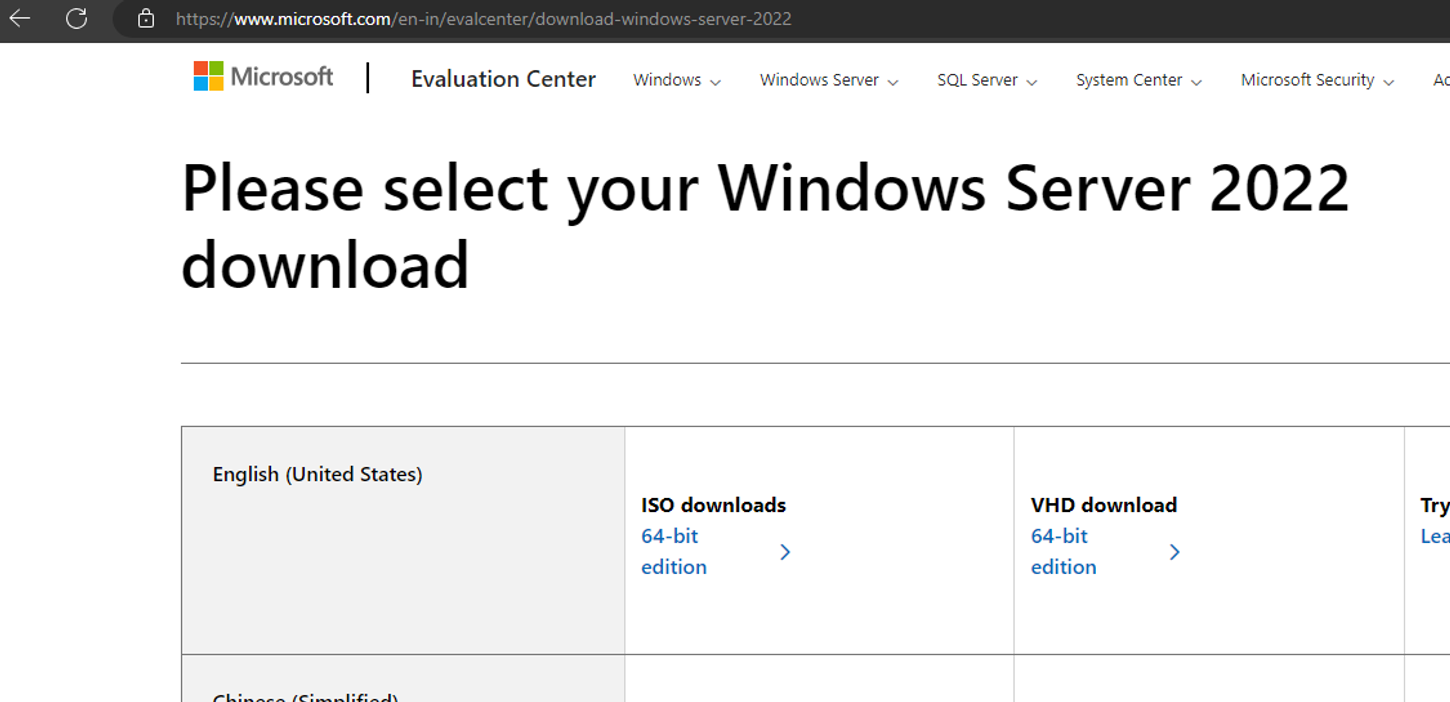 https://www.microsoft.com/en-in/evalcenter/download-windows-server-2022
Microsoft | Evaluation Center Windows Windows Server SQL Server System Center Microsoft Security
Please select your Windows Server 2022
download
English (United States)
ISO downloads
64-bit
edition
VHD download
64-bit
edition
Try
Lea
Chinese (Simplified)